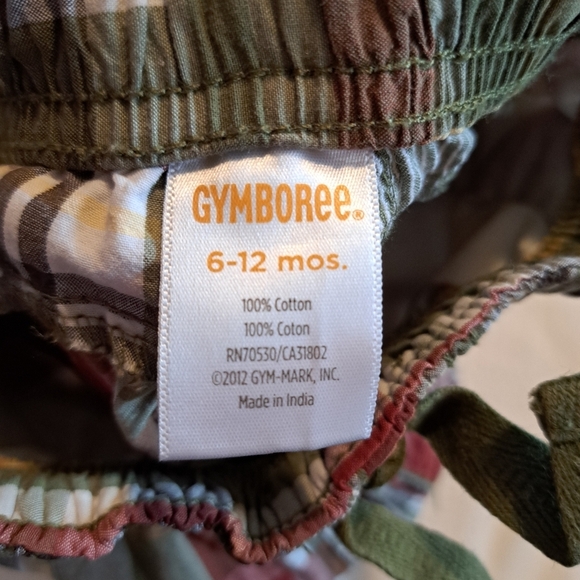 GYMBOREE®
6-12 mos.
100% Cotton
100% Coton
RN70530/CA31802
©2012 GYM-MARK, INC.
Made in India